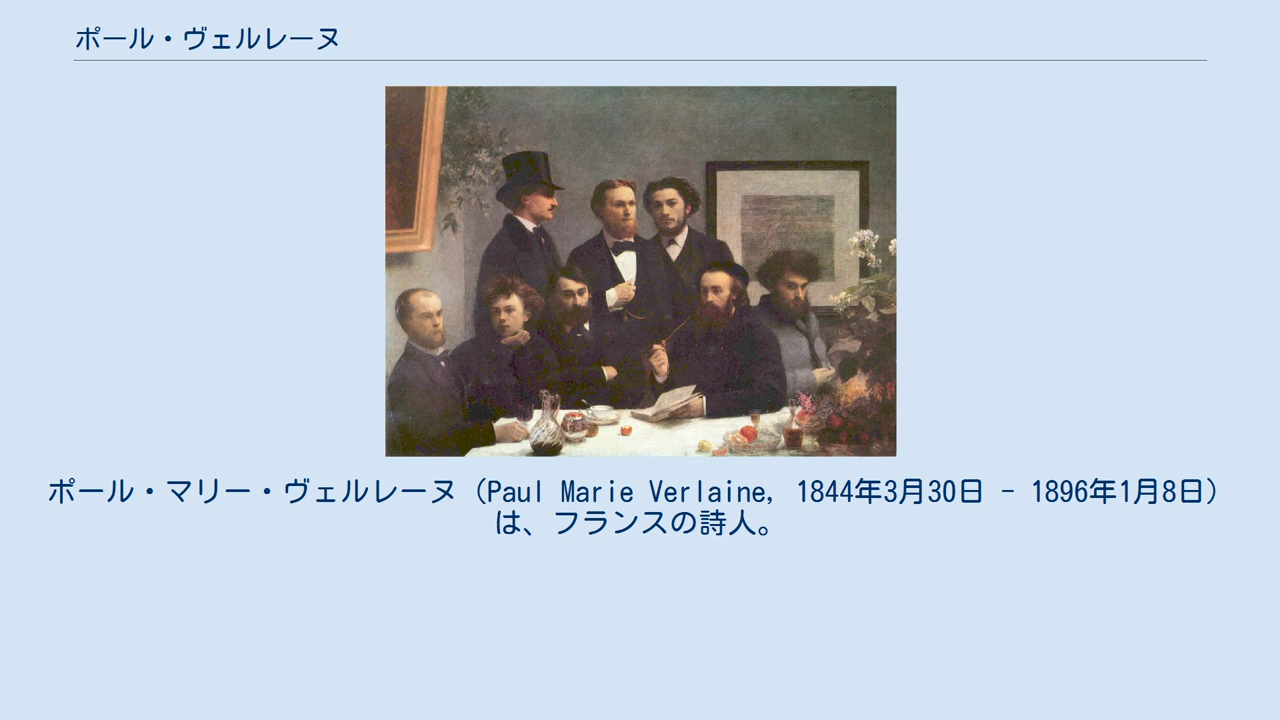 ポール・ヴェルレーヌ
ポール・マリー・ヴェルレーヌ（Paul Marie Verlaine, 1844年3月30日 - 1896年1月8日）
は、フランスの詩人。